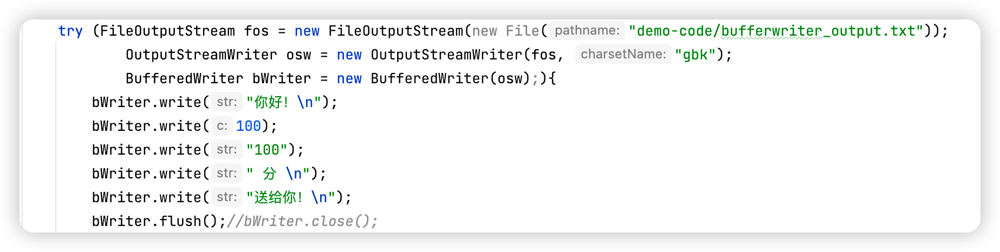 try (FileOutputStream fos = new FileOutputStream(new File( pathname: "demo-code/bufferwriter_output.txt"));
OutputStreamWriter osw = new OutputStreamWriter(fos, charsetName: "gbk");
BufferedWriter bWriter = new BufferedWriter(osw);){
bWriter.write( str: "你好！\n");
bWriter.write( c: 100);
bWriter.write( str: "100");
bWriter.write( str: " 分 \n");
bWriter.write( str: "送给你！\n");
bWriter.flush();//bWriter.close();